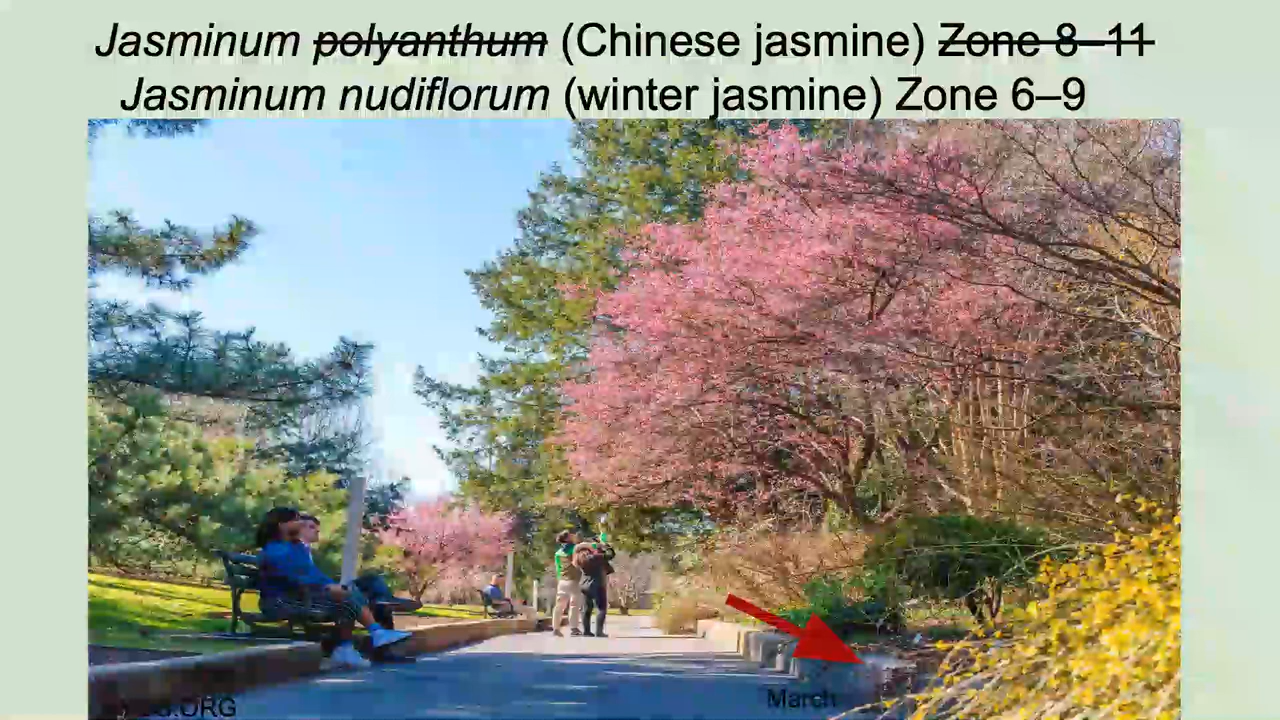 Jasminum polyanthum (Chinese jasmine) Zone 8–11
Jasminum nudiflorum (winter jasmine) Zone 6–9
March